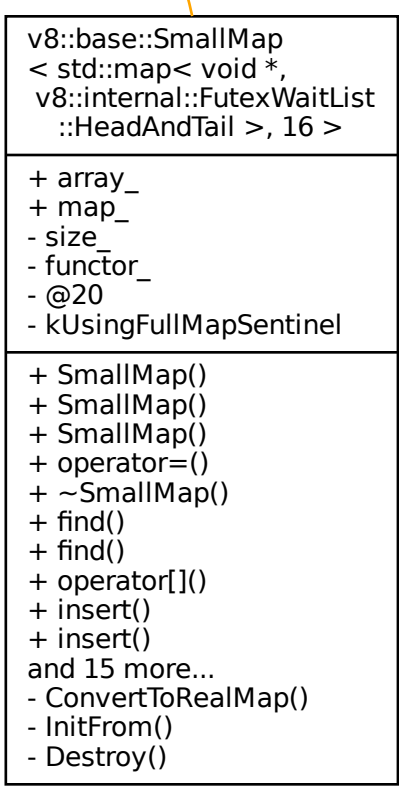 v8::base::SmallMap
< std::map< void *,
v8::internal::FutexWaitList
::HeadAndTail >, 16 >
+ array_
+ map_
- size_
- functor_
- @20
- kUsingFullMapSentinel
+ SmallMap()
+ SmallMap()
+ SmallMap()
+ operator=()
+ ~SmallMap()
+ find()
+ find()
+ operator[]()
+ insert()
+ insert()
and 15 more...
- ConvertToRealMap()
- InitFrom()
- Destroy()